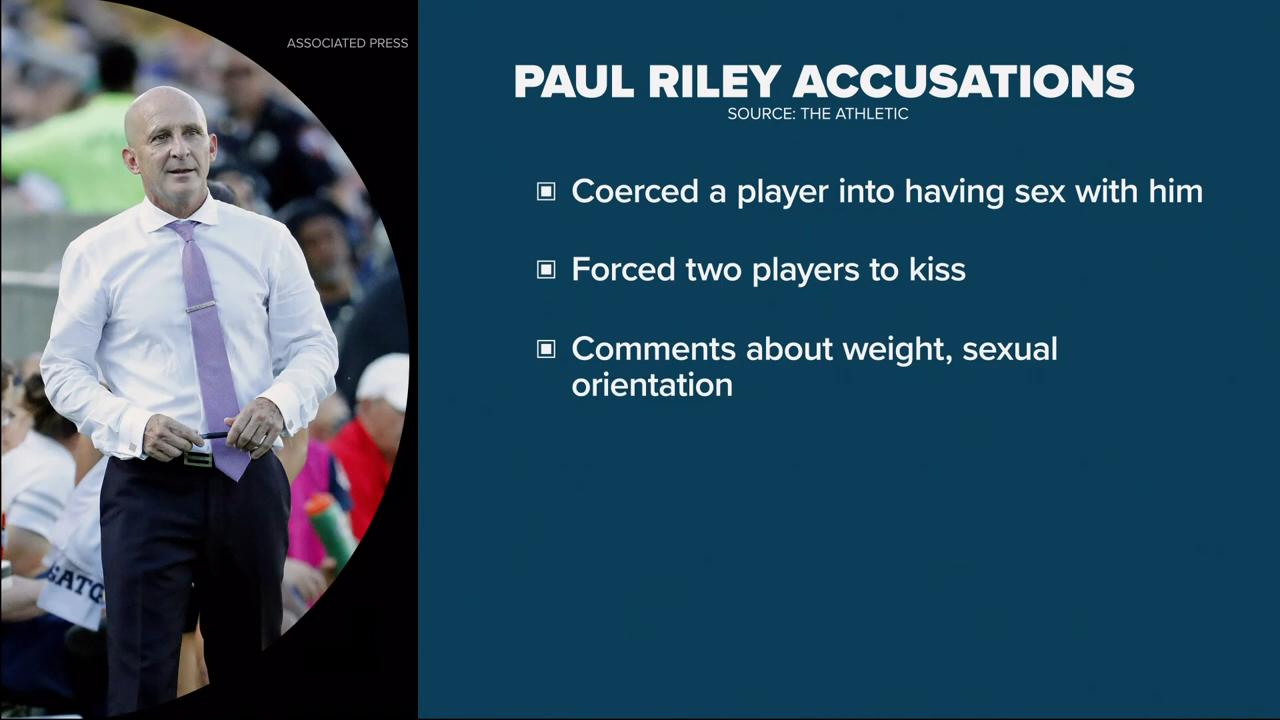 ASSOCIATED PRESS
PAUL RILEY ACCUSATIONS
SOURCE: THE ATHLETIC
Coerced a player into having sex with him
Forced two players to kiss
Comments about weight, sexual
orientation